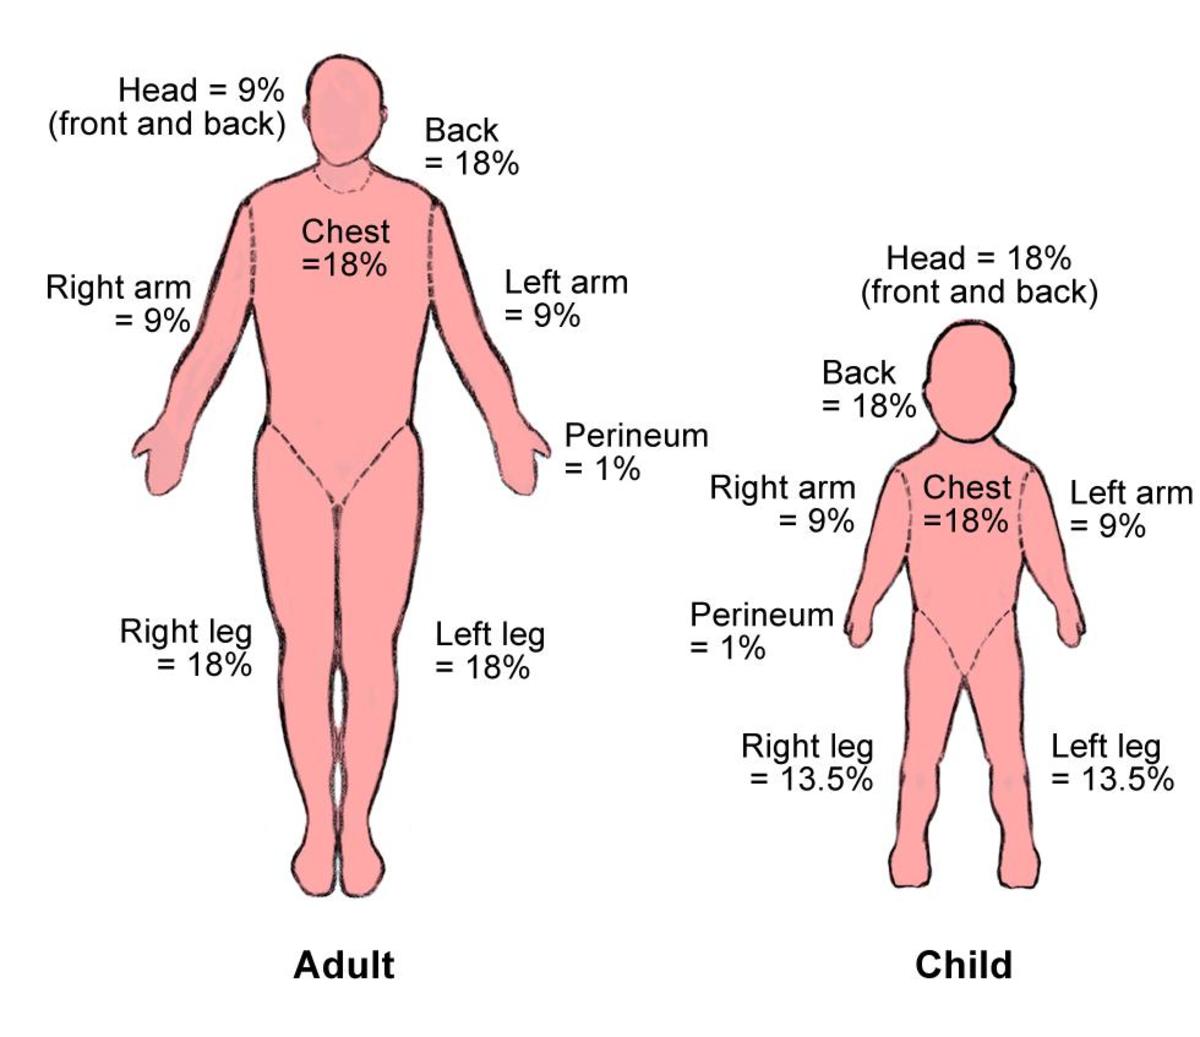 Head = 9%
(front and back)
Back
= 18%
Chest
=18%
Right arm
= 9%
Left arm
= 9%
Perineum
= 1%
Right leg
= 18%
Left leg
= 18%
Adult
Head = 18%
(front and back)
Back
= 18%
Right arm
= 9%
Chest
=18%
Left arm
= 9%
Perineum
= 1%
Right leg
= 13.5%
Left leg
= 13.5%
Child